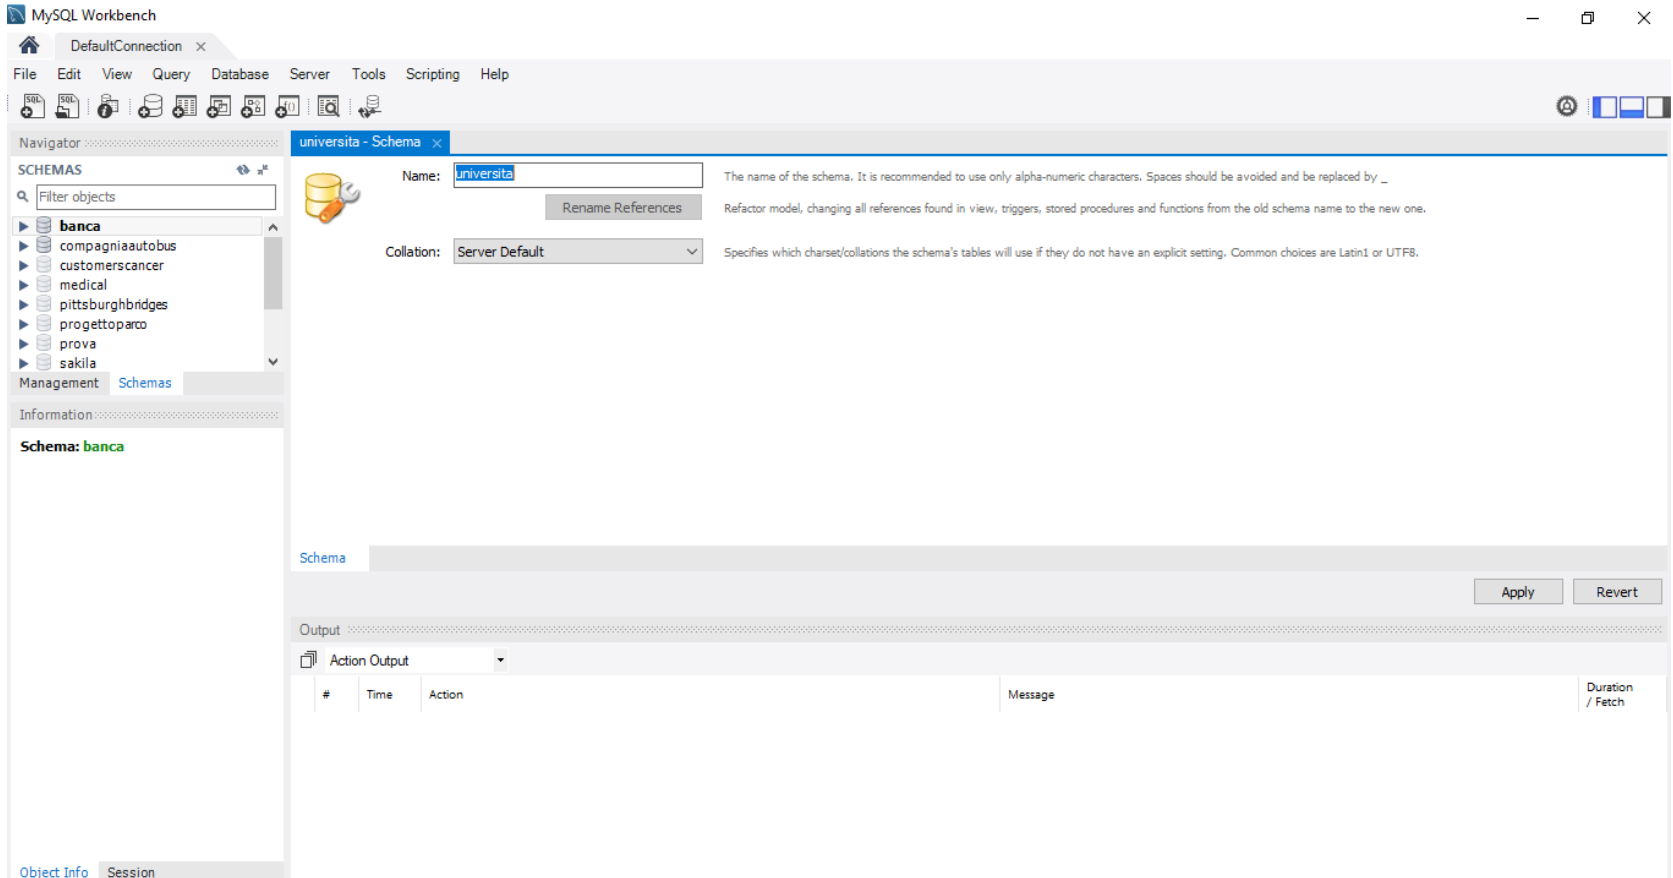 MySQL Workbench
DefaultConnection
File Edit View Query Database Server Tools Scripting Help
Navigator
SCHEMAS
Filter objects
banca
compagniaautobus
customerscancer
medical
pittsburghbridges
progettoparco
prova
sakila
Management Schemas
Information
Schema: banca
Object Info Session
universita - Schema
Name: universita
The name of the schema. It is recommended to use only alpha-numeric characters. Spaces should be avoided and be replaced by _
Rename References
Refactor model, changing all references found in view, triggers, stored procedures and functions from the old schema name to the new one.
Collation: Server Default
Specifies which charset/collations the schema's tables will use if they do not have an explicit setting. Common choices are Latin1 or UTF8.
Schema
Apply Revert
Output
Action Output
# Time Action Message Duration
/ Fetch